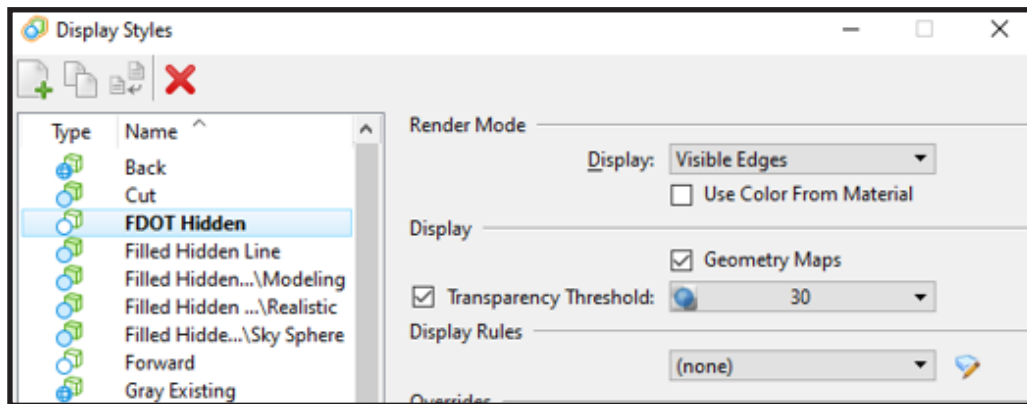 Display Styles
Type Name
Back
Cut
FDOT Hidden
Filled Hidden Line
Filled Hidden...\Modeling
Filled Hidden ...\Realistic
Filled Hidde...\Sky Sphere
Forward
Gray Existing
Render Mode
Display: Visible Edges
Use Color From Material
Display
Geometry Maps
Transparency Threshold: 30
Display Rules
(none)
Overrides